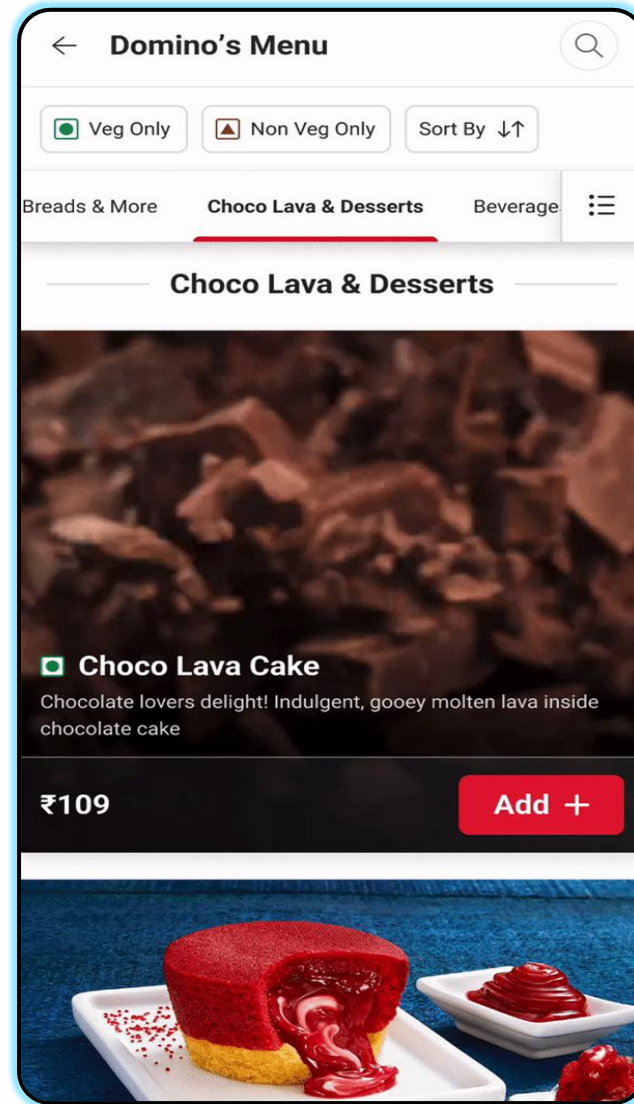 Domino's Menu
Veg Only
Non Veg Only
Sort By ↓↑
Breads & More
Choco Lava & Desserts
Beverage
Choco Lava & Desserts
Choco Lava Cake
Chocolate lovers delight! Indulgent, gooey molten lava inside
chocolate cake
₹109
Add +